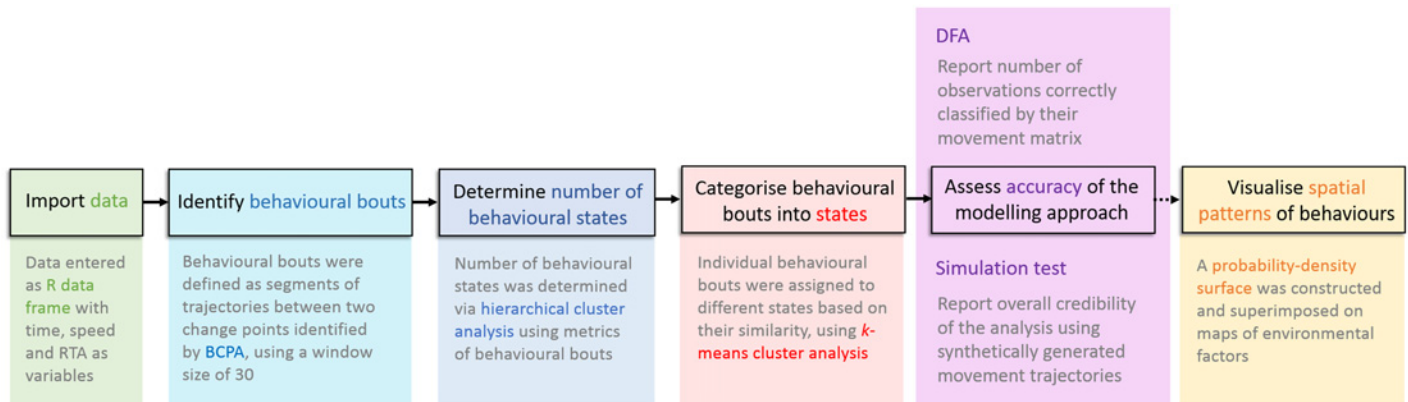 Import data
Data entered
as R data
frame with
time, speed
and RTA as
variables
Identify behavioural bouts
Behavioural bouts were
defined as segments of
trajectories between two
change points identified
by BCPA, using a window
size of 30
Determine number of
behavioural states
Number of behavioural
states was determined
via hierarchical cluster
analysis using metrics
of behavioural bouts
Categorise behavioural
bouts into states
Individual behavioural
bouts were assigned to
different states based on
their similarity, using k-
means cluster analysis
DFA
Report number of
observations correctly
classified by their
movement matrix
Assess accuracy of the
modelling approach
Simulation test
Report overall credibility
of the analysis using
synthetically generated
movement trajectories
Visualise spatial
patterns of behaviours
A probability-density
surface was constructed
and superimposed on
maps of environmental
factors